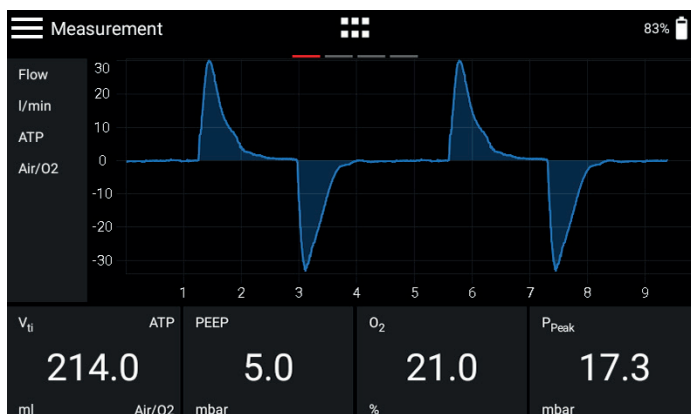 Measurement
83%
Flow
l/min
ATP
Air/O2
30
20
10
0
-10
-20
-30
1 2 3 4 5 6 7 8 9
Vti ATP
214.0
ml Air/O2
PEEP
5.0
mbar
O2
21.0
%
PPeak
17.3
mbar